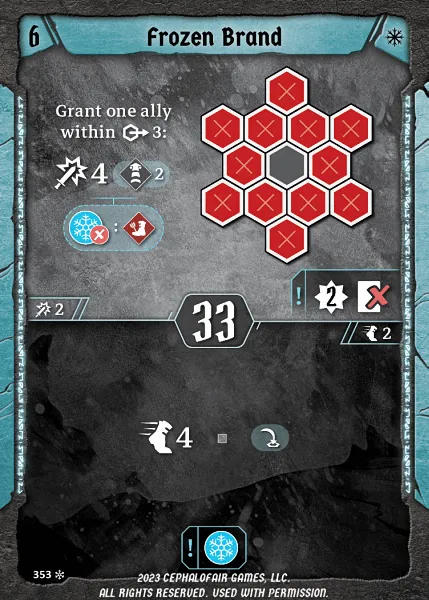 6
Frozen Brand
Grant one ally
within 3:
4 2
:
! 2
2
33
2
4
!
353
2023 CEPHALOFAIR GAMES, LLC.
ALL RIGHTS RESERVED. USED WITH PERMISSION.